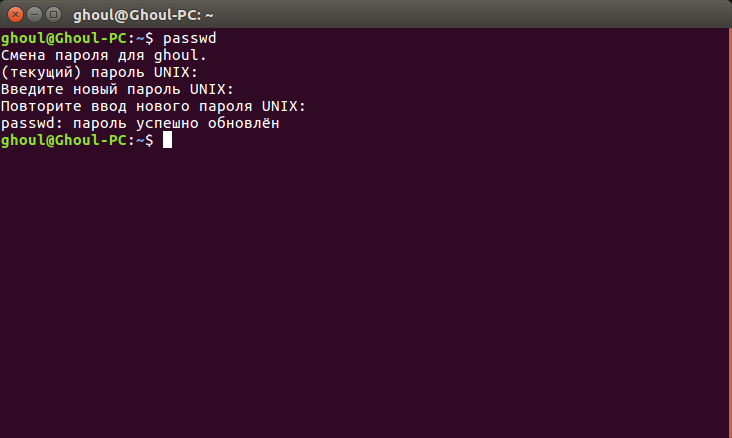 ghoul@Ghoul-PC: ~
ghoul@Ghoul-PC:~$ passwd
Смена пароля для ghoul.
(текущий) пароль UNIX:
Введите новый пароль UNIX:
Повторите ввод нового пароля UNIX:
passwd: пароль успешно обновлён
ghoul@Ghoul-PC:~$